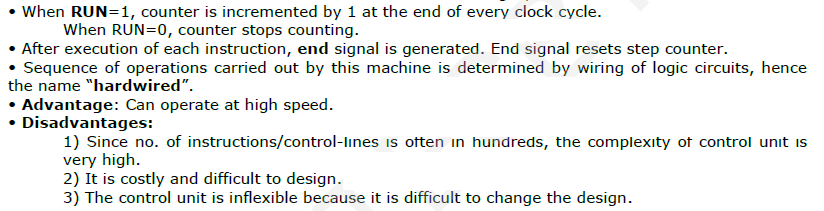 • When RUN=1, counter is incremented by 1 at the end of every clock cycle.
When RUN=0, counter stops counting.
• After execution of each instruction, end signal is generated. End signal resets step counter.
• Sequence of operations carried out by this machine is determined by wiring of logic circuits, hence
the name “hardwired”.
• Advantage: Can operate at high speed.
• Disadvantages:
1) Since no. of instructions/control-lines is often in hundreds, the complexity of control unit is
very high.
2) It is costly and difficult to design.
3) The control unit is inflexible because it is difficult to change the design.